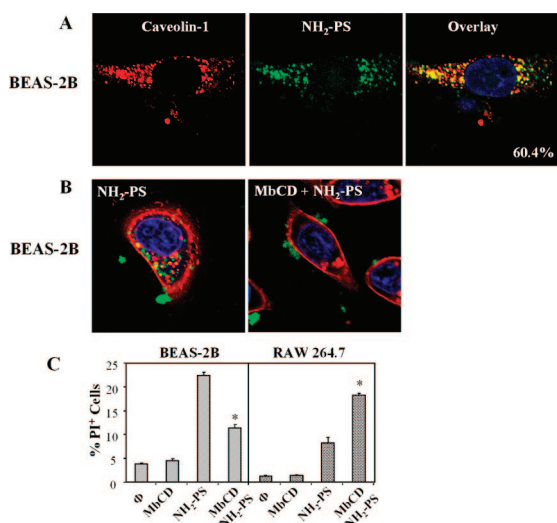 A
Caveolin-1
NH₂-PS
Overlay
BEAS-2B
60.4%
B
NH₂-PS
MbCD + NH₂-PS
BEAS-2B
C
BEAS-2B
RAW 264.7
% PI⁺ Cells
25
20
15
10
5
0
*
*
Φ
MbCD
NH₂-PS
MbCD
NH₂-PS
Φ
MbCD
NH₂-PS
MbCD
NH₂-PS